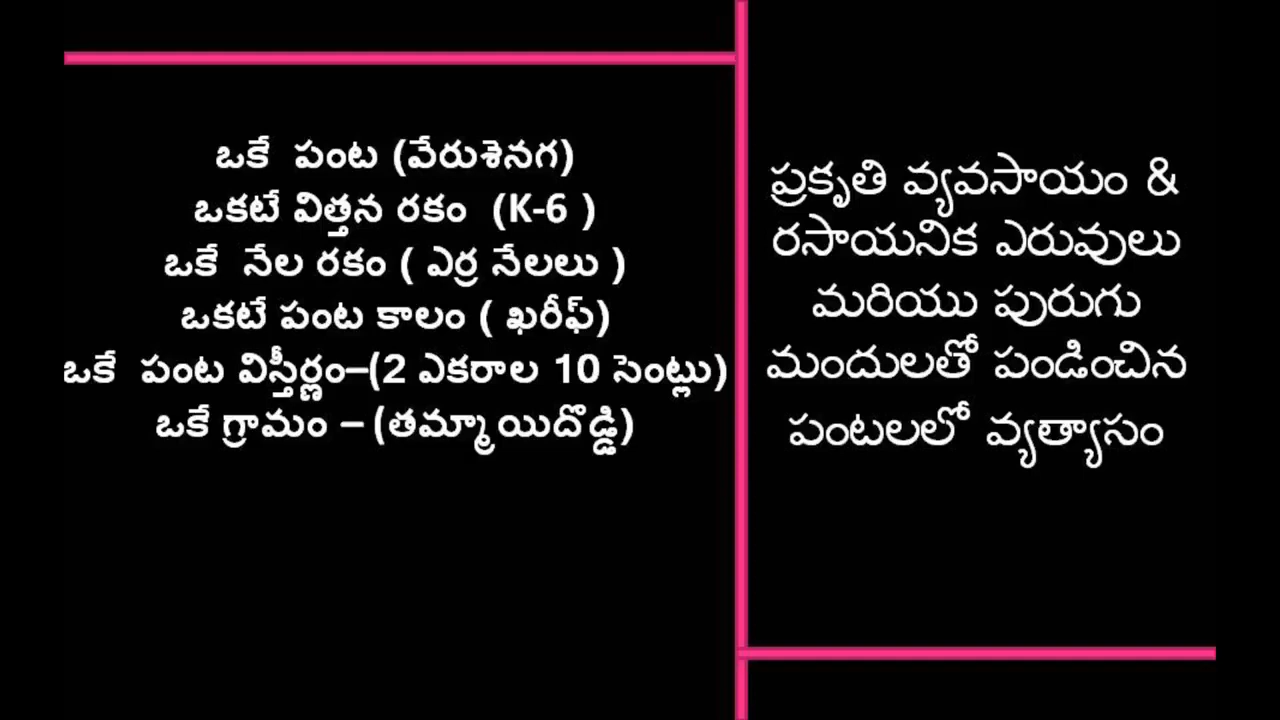 ఒకే పంట (వేరుశెనగ)
ఒకటే విత్తన రకం (K-6 )
ఒకే నేల రకం ( ఎర్ర నేలలు )
ఒకటే పంట కాలం ( ఖరీఫ్)
ఒకే పంట విస్తీర్ణం–(2 ఎకరాల 10 సెంట్లు)
ఒకే గ్రామం – (తమ్మాయిదొడ్డి)
ప్రకృతి వ్యవసాయం &
రసాయనిక ఎరువులు
మరియు పురుగు
మందులతో పండించిన
పంటలలో వ్యత్యాసం